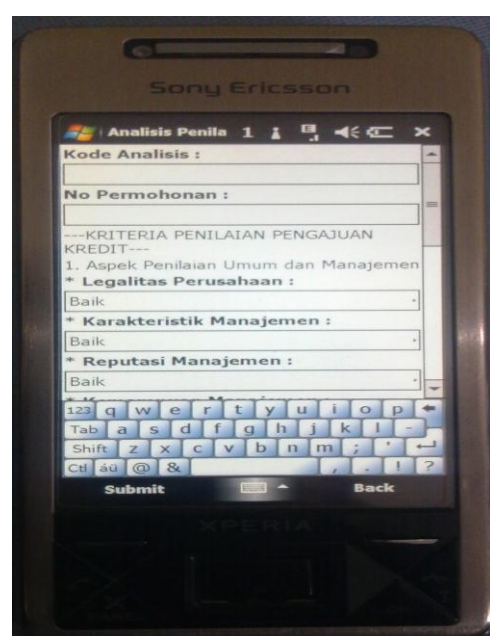 Sony Ericsson
Analisis Penila 1
Kode Analisis :
No Permohonan :
---KRITERIA PENILAIAN PENGAJUAN
KREDIT---
1. Aspek Penilaian Umum dan Manajemen
* Legalitas Perusahaan :
Baik
* Karakteristik Manajemen :
Baik
* Reputasi Manajemen :
Baik
123 q w e r t y u i o p
Tab a s d f g h j k l -
Shift z x c v b n m ; '
Ctl áü @ & , . ! ?
Submit Back
XPERIA